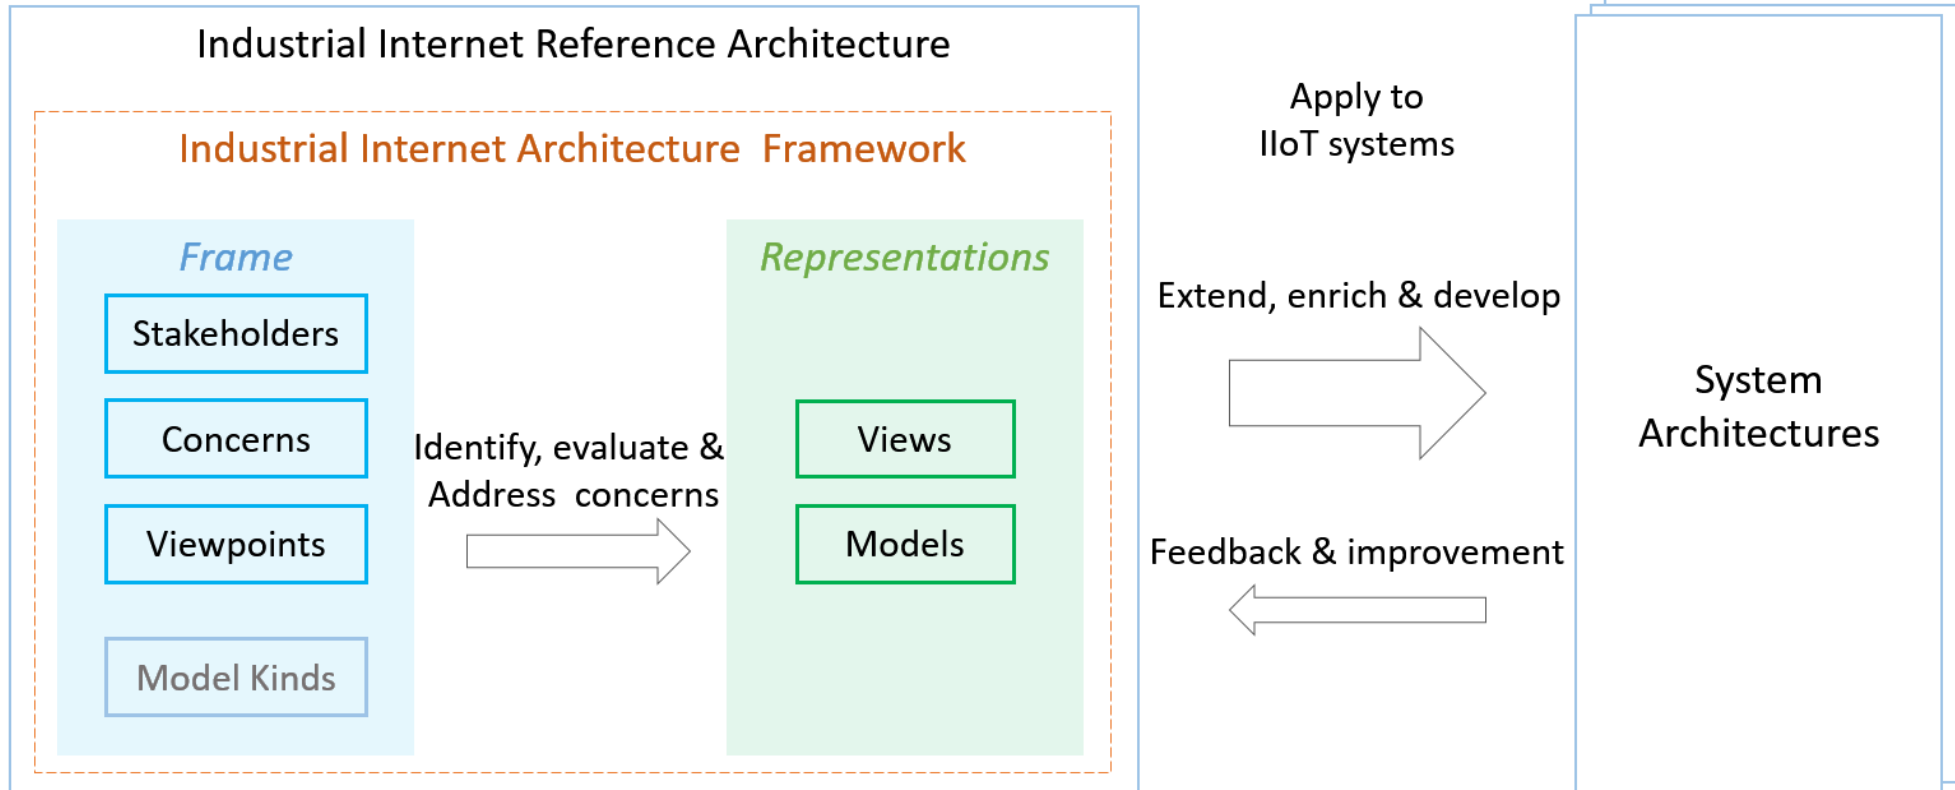 Industrial Internet Reference Architecture
Industrial Internet Architecture  Framework
Frame
Stakeholders
Concerns
Viewpoints
Model Kinds
Identify, evaluate &
Address  concerns
Representations
Views
Models
Apply to
IIoT systems
Extend, enrich & develop
Feedback & improvement
System
Architectures